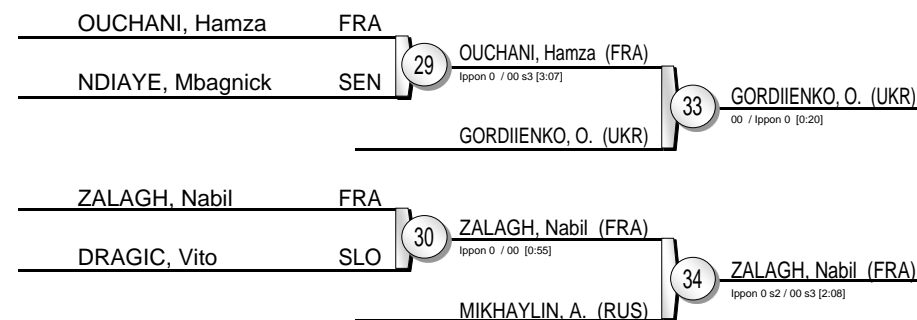 OUCHANI, Hamza FRA
29
OUCHANI, Hamza (FRA)
Ippon 0 / 00 s3 [3:07]
NDIAYE, Mbagnick SEN
33
GORDIIENKO, O. (UKR)
00 / Ippon 0 [0:20]
GORDIIENKO, O. (UKR)
ZALAGH, Nabil FRA
30
ZALAGH, Nabil (FRA)
Ippon 0 / 00 [0:55]
DRAGIC, Vito SLO
34
ZALAGH, Nabil (FRA)
Ippon 0 s2 / 00 s3 [2:08]
MIKHAYLIN, A. (RUS)